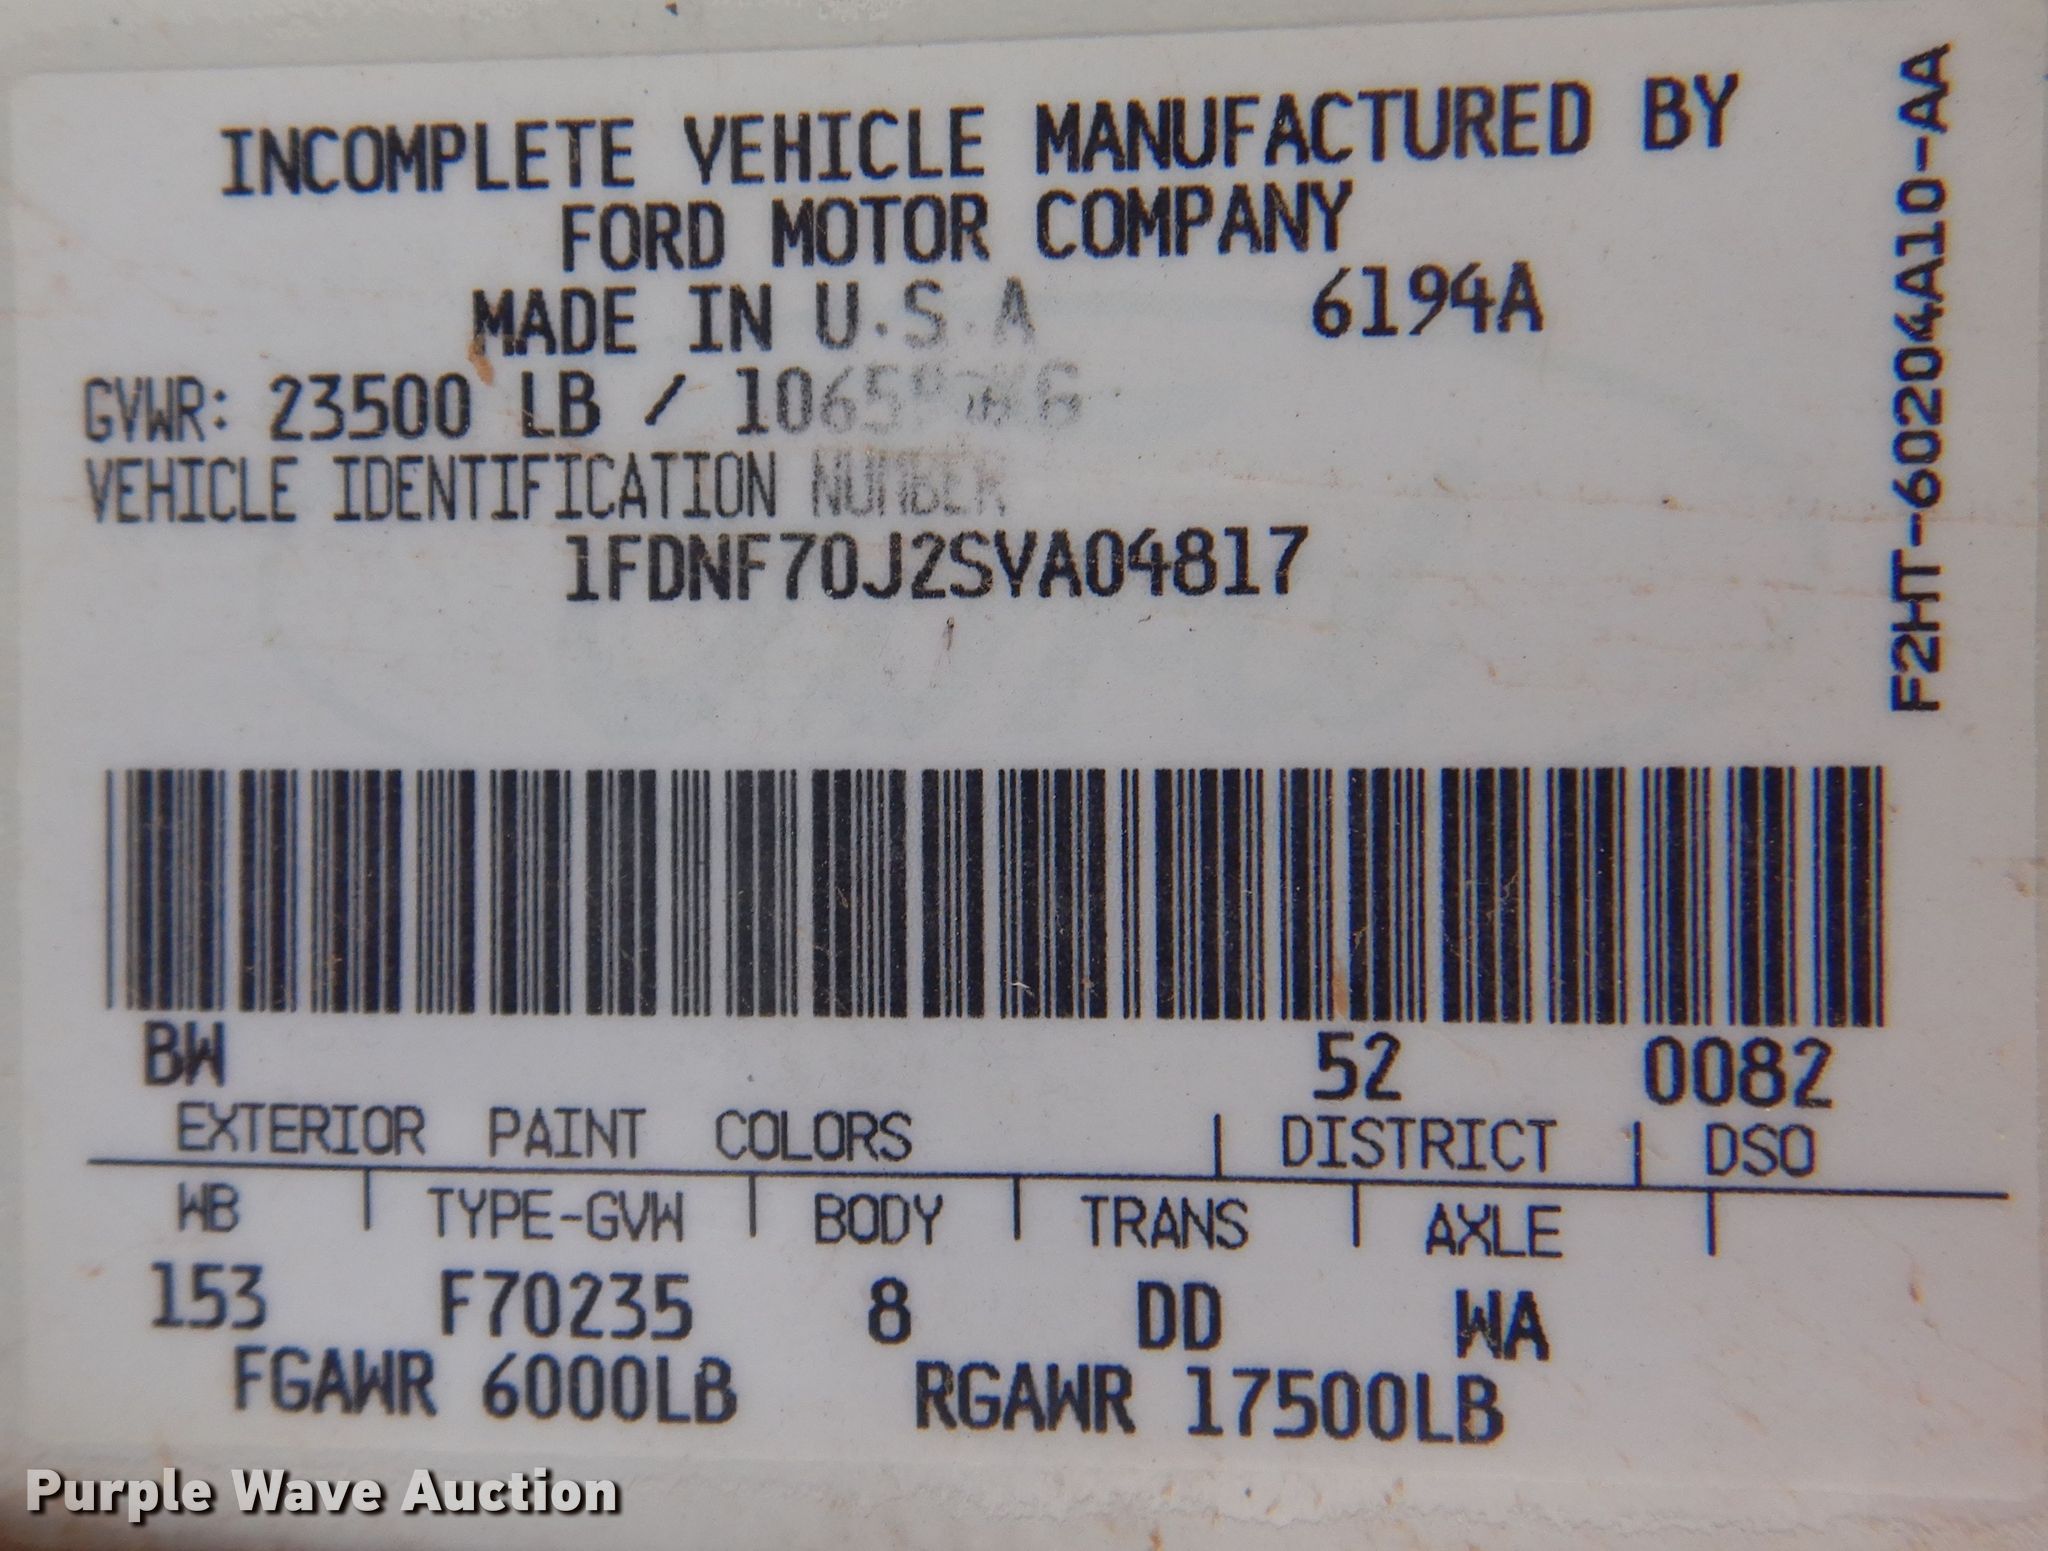 INCOMPLETE VEHICLE MANUFACTURED BY
FORD MOTOR COMPANY
MADE IN U.S.A 6194A
GVWR: 23500 LB /
VEHICLE IDENTIFICATION NUMBER
1FDNF70J2SVA04817
F2HT-60204A10-AA
BW 52 0082
EXTERIOR PAINT COLORS | DISTRICT | DSO
WB | TYPE-GVW | BODY | TRANS | AXLE |
153 F70235 8 DD WA
FGAWR 6000LB RGAWR 17500LB
Purple Wave Auction